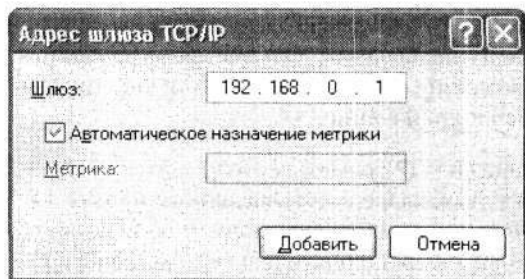 Адрес шлюза TCP/IP
Шлюз: 192 . 168 . 0 . 1
Автоматическое назначение метрики
Метрика:
Добавить Отмена